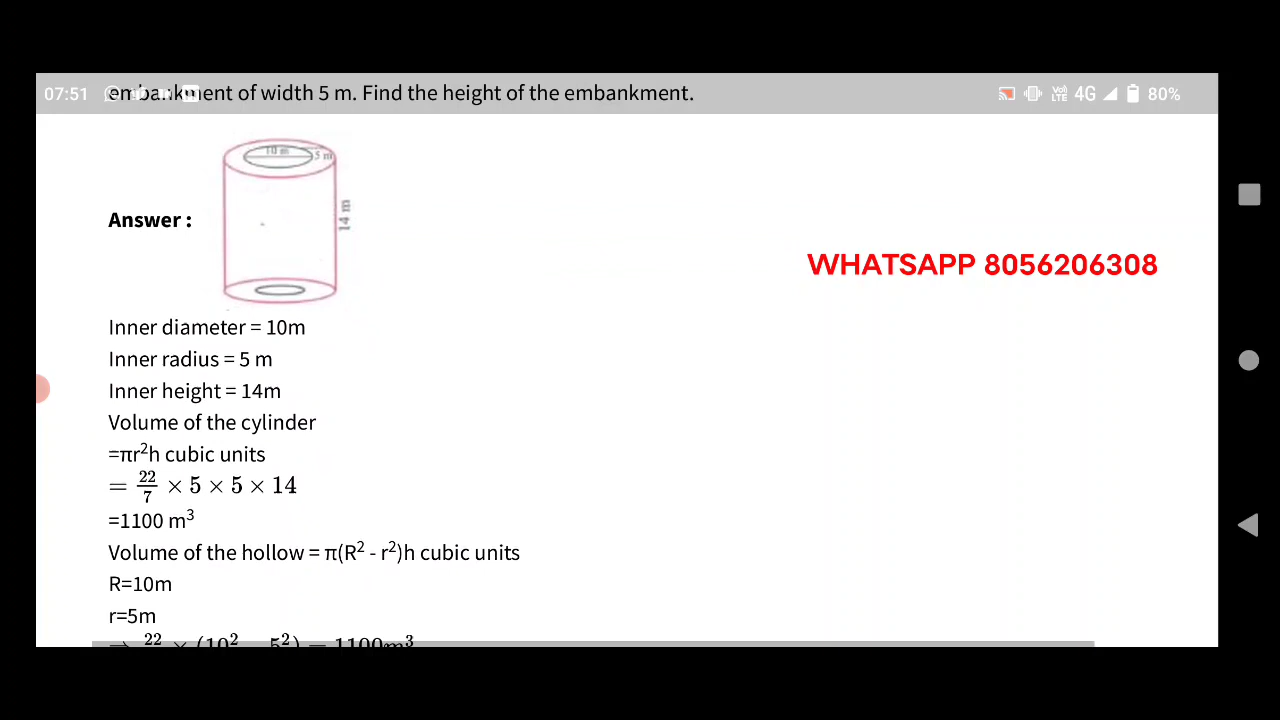 07:51
4G 80%
embankment of width 5 m. Find the height of the embankment.
10 m
5 m
14 m
Answer :
WHATSAPP 8056206308
Inner diameter = 10m
Inner radius = 5 m
Inner height = 14m
Volume of the cylinder
=πr²h cubic units
= 22/7 × 5 × 5 × 14
=1100 m³
Volume of the hollow = π(R² - r²)h cubic units
R=10m
r=5m